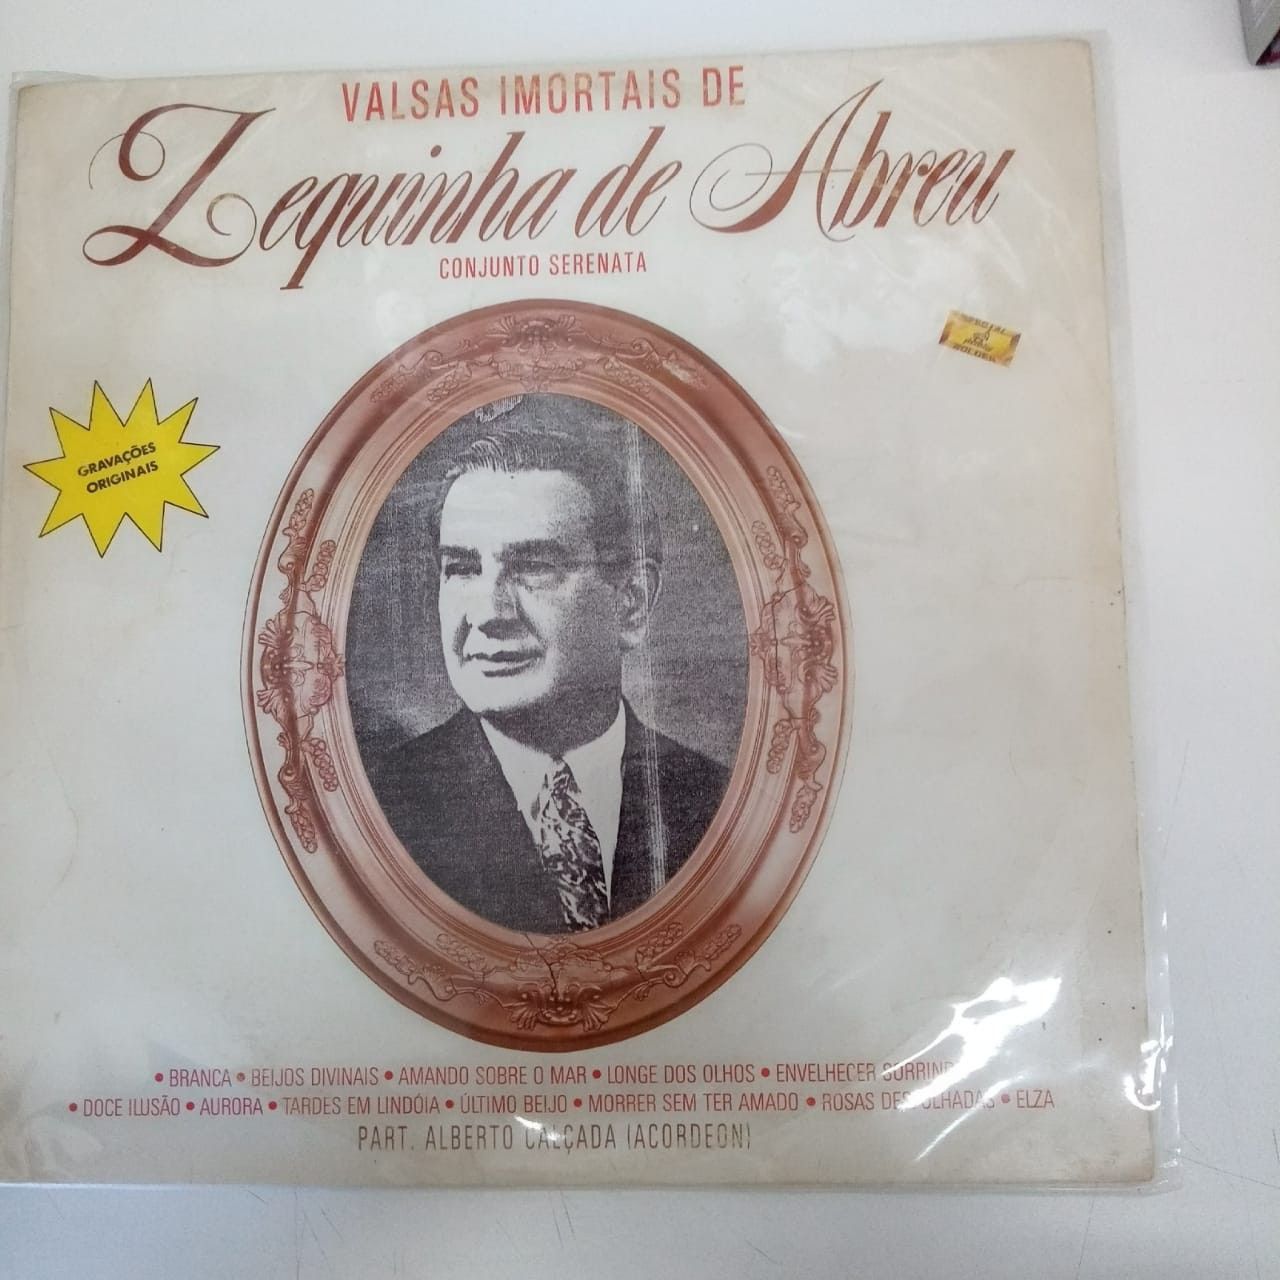 VALSAS IMORTAIS DE
Zequinha de Abreu
CONJUNTO SERENATA
GRAVAÇÕES
ORIGINAIS
• BRANCA • BEIJOS DIVINAIS • AMANDO SOBRE O MAR • LONGE DOS OLHOS • ENVELHECER
• DOCE ILUSÃO • AURORA • TARDES EM LINDÓIA • ÚLTIMO BEIJO • MORRER SEM TER AMADO • ROSAS DESFOLHADAS • ELZA
PART. ALBERTO CALÇADA (ACORDEON)